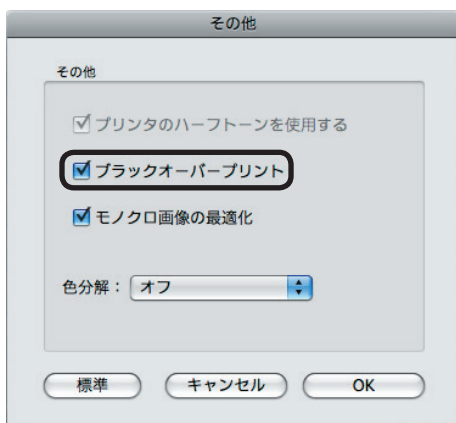 その他
その他
プリンタのハーフトーンを使用する
ブラックオーバープリント
モノクロ画像の最適化
色分解： オフ
標準 キャンセル OK